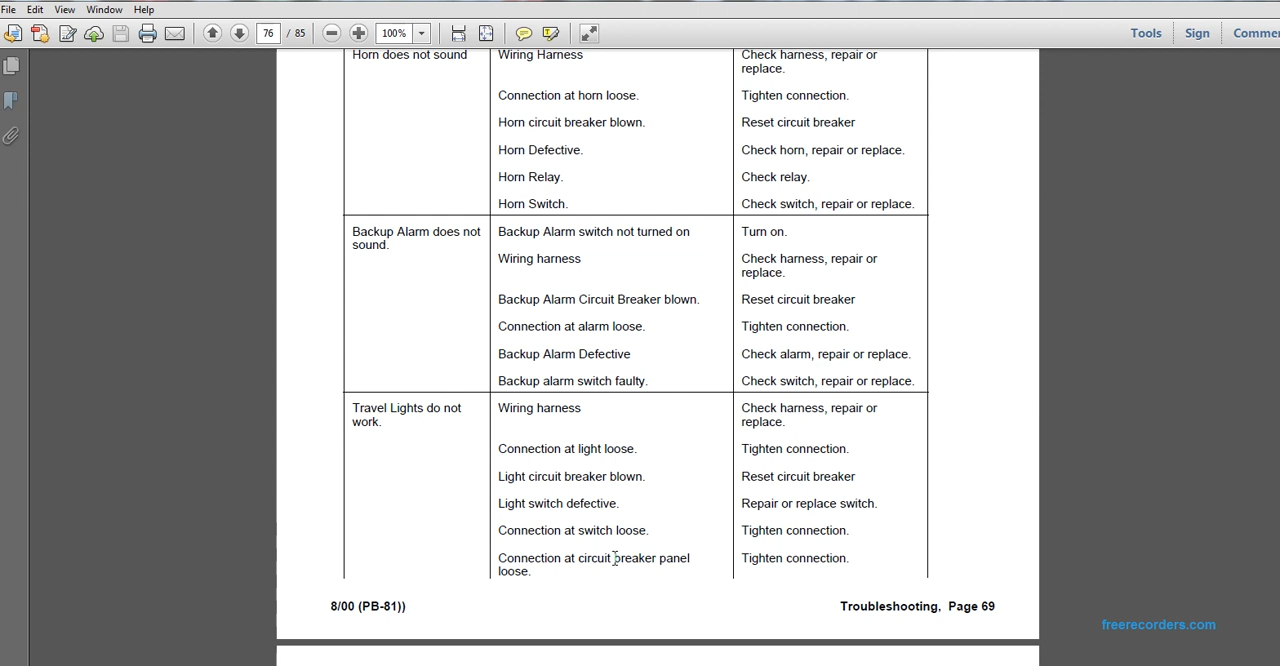 File Edit View Window Help
76 / 85 100% Tools Sign Commen
Horn does not sound Wiring Harness Check harness, repair or
replace.
Connection at horn loose. Tighten connection.
Horn circuit breaker blown. Reset circuit breaker
Horn Defective. Check horn, repair or replace.
Horn Relay. Check relay.
Horn Switch. Check switch, repair or replace.
Backup Alarm does not Backup Alarm switch not turned on Turn on.
sound.
Wiring harness Check harness, repair or
replace.
Backup Alarm Circuit Breaker blown. Reset circuit breaker
Connection at alarm loose. Tighten connection.
Backup Alarm Defective Check alarm, repair or replace.
Backup alarm switch faulty. Check switch, repair or replace.
Travel Lights do not Wiring harness Check harness, repair or
work. replace.
Connection at light loose. Tighten connection.
Light circuit breaker blown. Reset circuit breaker
Light switch defective. Repair or replace switch.
Connection at switch loose. Tighten connection.
Connection at circuit breaker panel Tighten connection.
loose.
8/00 (PB-81)) Troubleshooting, Page 69
freerecorders.com